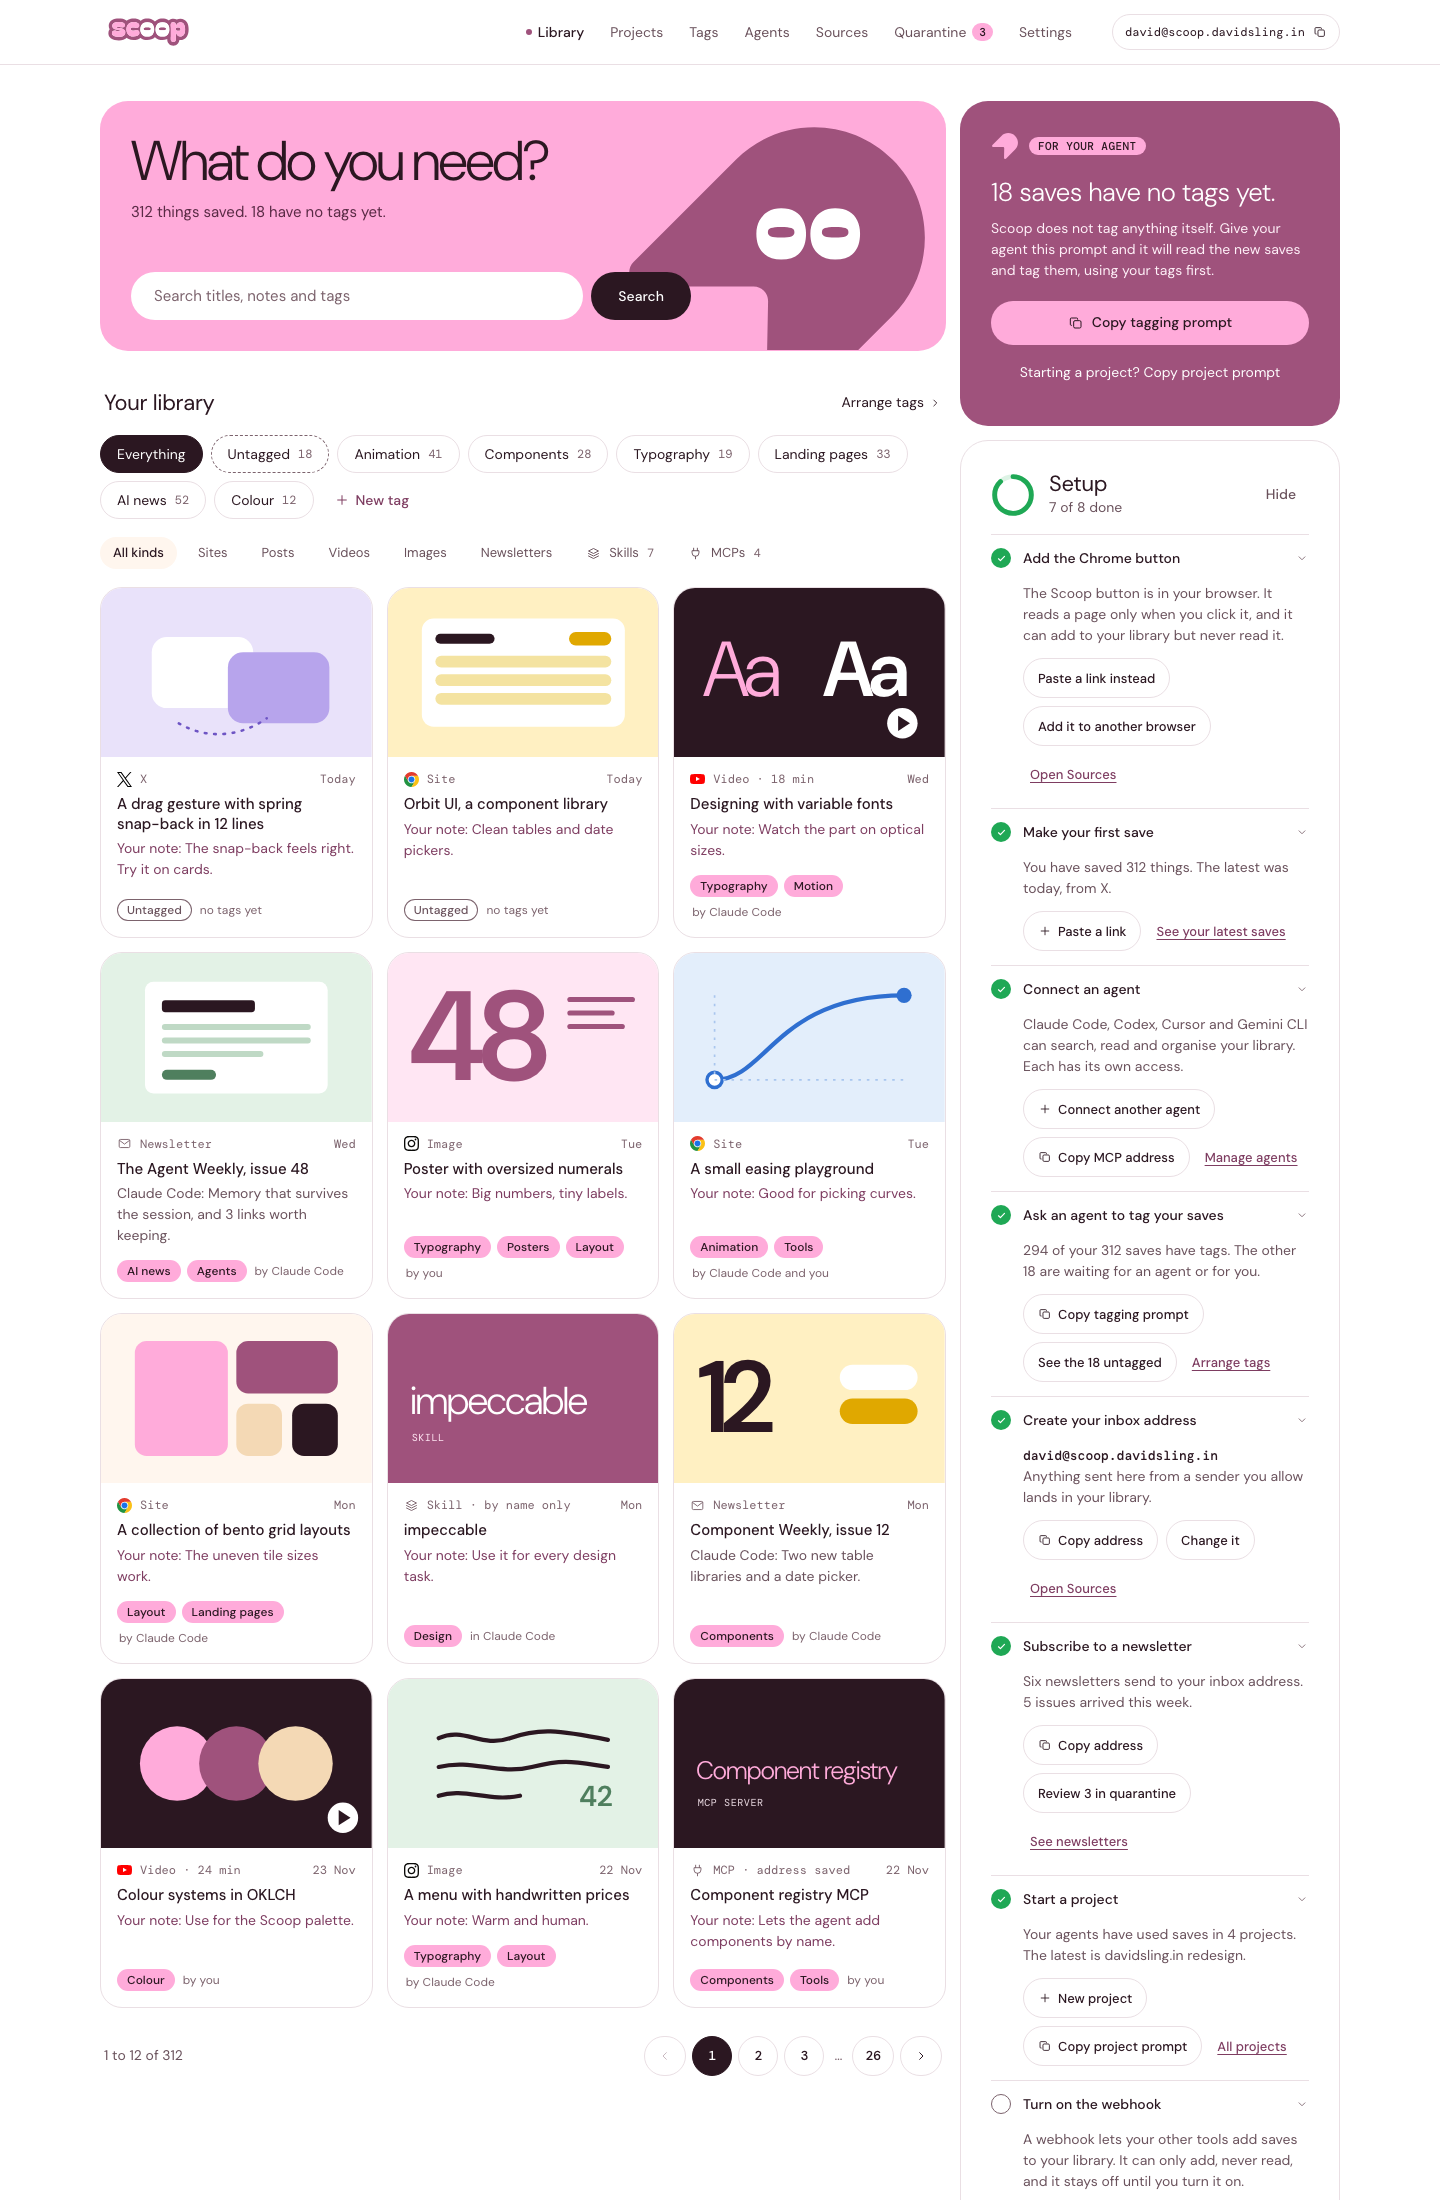 scoop
Library
Projects
Tags
Agents
Sources
Quarantine 3
Settings
david@scoop.davidsling.in
What do you need?
312 things saved. 18 have no tags yet.
Search titles, notes and tags
Search
FOR YOUR AGENT
18 saves have no tags yet.
Scoop does not tag anything itself. Give your
agent this prompt and it will read the new saves
and tag them, using your tags first.
Copy tagging prompt
Starting a project? Copy project prompt
Your library
Arrange tags
Everything
Untagged 18
Animation 41
Components 28
Typography 19
Landing pages 33
AI news 52
Colour 12
New tag
All kinds
Sites
Posts
Videos
Images
Newsletters
Skills 7
MCPs 4
X
Today
A drag gesture with spring
snap-back in 12 lines
Your note: The snap-back feels right.
Try it on cards.
Untagged no tags yet
Site
Today
Orbit UI, a component library
Your note: Clean tables and date
pickers.
Untagged no tags yet
Aa Aa
Video · 18 min
Wed
Designing with variable fonts
Your note: Watch the part on optical
sizes.
Typography Motion
by Claude Code
Newsletter
Wed
The Agent Weekly, issue 48
Claude Code: Memory that survives
the session, and 3 links worth
keeping.
AI news Agents by Claude Code
48
Image
Tue
Poster with oversized numerals
Your note: Big numbers, tiny labels.
Typography Posters Layout
by you
Site
Tue
A small easing playground
Your note: Good for picking curves.
Animation Tools
by Claude Code and you
Site
Mon
A collection of bento grid layouts
Your note: The uneven tile sizes
work.
Layout Landing pages
by Claude Code
impeccable
SKILL
Skill · by name only
Mon
impeccable
Your note: Use it for every design
task.
Design in Claude Code
12
Newsletter
Mon
Component Weekly, issue 12
Claude Code: Two new table
libraries and a date picker.
Components by Claude Code
Video · 24 min
23 Nov
Colour systems in OKLCH
Your note: Use for the Scoop palette.
Colour by you
42
Image
22 Nov
A menu with handwritten prices
Your note: Warm and human.
Typography Layout
by Claude Code
Component registry
MCP SERVER
MCP · address saved
22 Nov
Component registry MCP
Your note: Lets the agent add
components by name.
Components Tools by you
1 to 12 of 312
1 2 3 … 26
Setup
7 of 8 done
Hide
Add the Chrome button
The Scoop button is in your browser. It
reads a page only when you click it, and it
can add to your library but never read it.
Paste a link instead
Add it to another browser
Open Sources
Make your first save
You have saved 312 things. The latest was
today, from X.
Paste a link
See your latest saves
Connect an agent
Claude Code, Codex, Cursor and Gemini CLI
can search, read and organise your library.
Each has its own access.
Connect another agent
Copy MCP address
Manage agents
Ask an agent to tag your saves
294 of your 312 saves have tags. The other
18 are waiting for an agent or for you.
Copy tagging prompt
See the 18 untagged
Arrange tags
Create your inbox address
david@scoop.davidsling.in
Anything sent here from a sender you allow
lands in your library.
Copy address
Change it
Open Sources
Subscribe to a newsletter
Six newsletters send to your inbox address.
5 issues arrived this week.
Copy address
Review 3 in quarantine
See newsletters
Start a project
Your agents have used saves in 4 projects.
The latest is davidsling.in redesign.
New project
Copy project prompt
All projects
Turn on the webhook
A webhook lets your other tools add saves
to your library. It can only add, never read,
and it stays off until you turn it on.